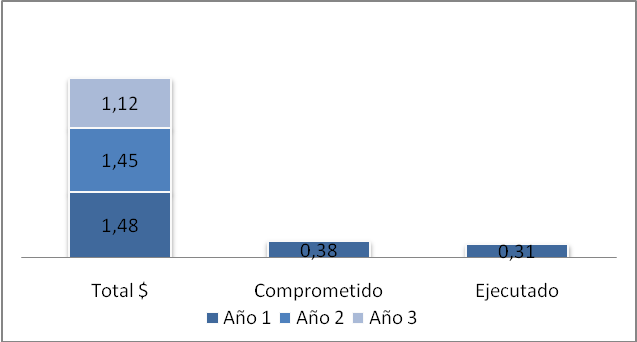 1,12
1,45
1,48
0,38
0,31
Total $
Comprometido
Ejecutado
Año 1
Año 2
Año 3